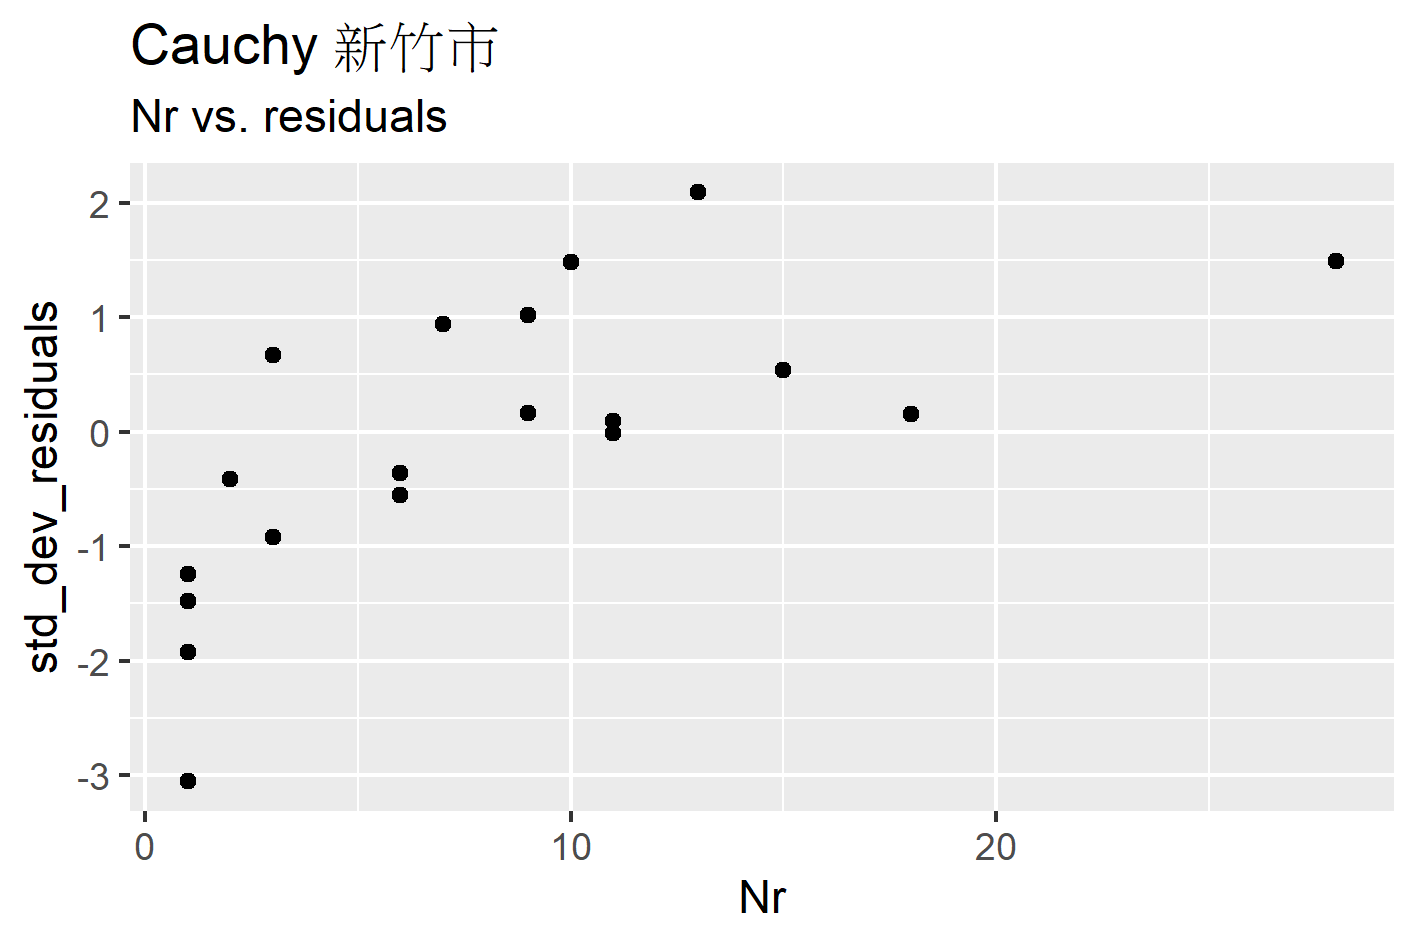 Cauchy 新竹市
Nr vs. residuals
2
1
0
-1
-2
-3
std_dev_residuals
0
10
20
Nr